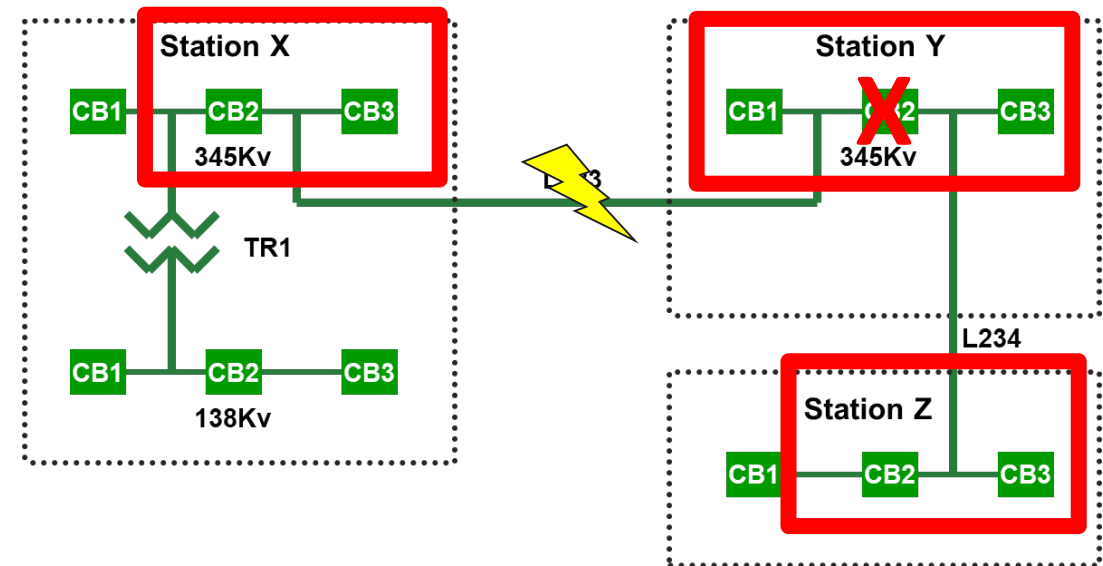 Station X
CB1 CB2 CB3
345Kv
TR1
CB1 CB2 CB3
138Kv
Station Y
CB1 CB3
345Kv
L234
Station Z
CB1 CB2 CB3